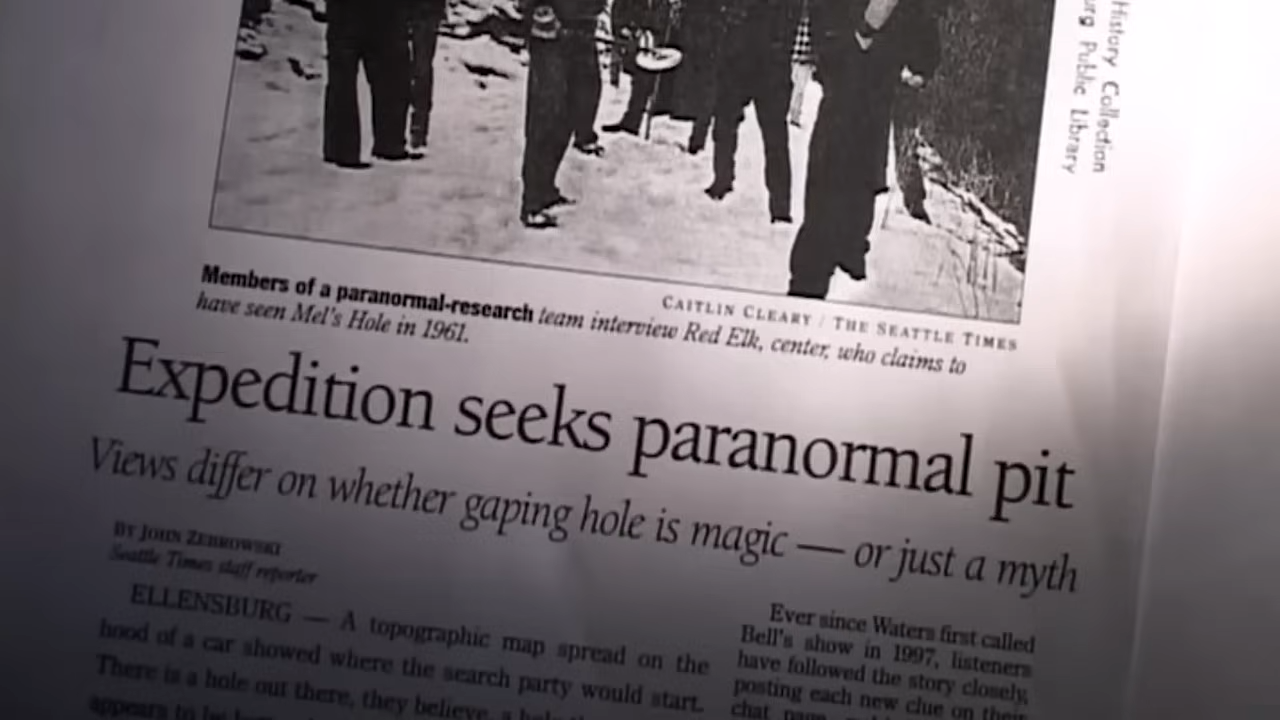 History Collection
Public Library
CAITLIN CLEARY / THE SEATTLE TIMES
Members of a paranormal-research team interview Red Elk, center, who claims to
have seen Mel's Hole in 1961.
Expedition seeks paranormal pit
Views differ on whether gaping hole is magic — or just a myth
BY JOHN ZEBROWSKI
Seattle Times staff reporter
ELLENSBURG — A topographic map spread on the
hood of a car showed where the search party would start.
There is a hole out there, they believe, a
appears to be
Ever since Waters first called
Bell's show in 1997, listeners
have followed the story closely,
posting each new clue on their
chat